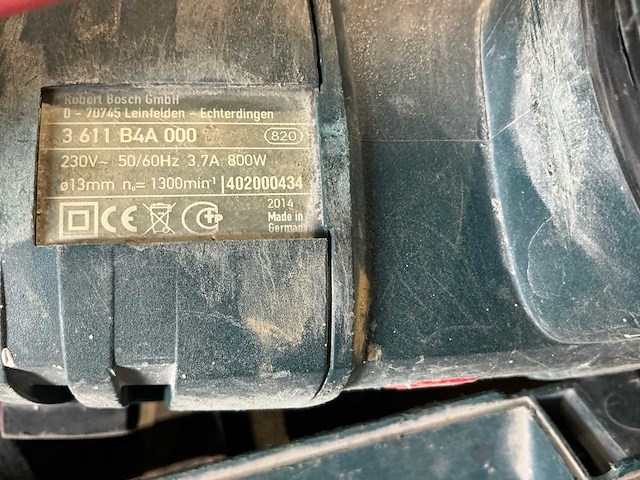 Robert Bosch GmbH
D - 70745 Leinfelden - Echterdingen
3 611 B4A 000 820
230V~ 50/60Hz 3.7A 800W
ø13mm n₀= 1300min⁻¹ 402000434
2014
CE Made in
Germany